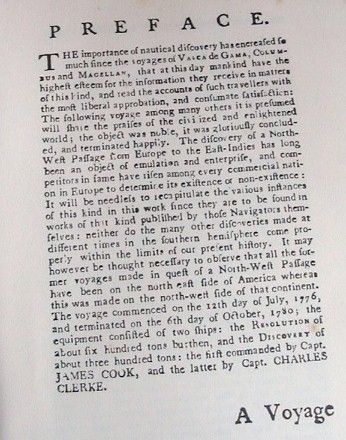 PREFACE.
THE importance of nautical diſcovery has encreaſed ſo
much ſince the voyages of VASCA DE GAMA, COLUM-
BUS and MAGELLAN, that at this day mankind have the
higheſt eſteem for the information they receive in matters
of this kind, and read the accounts of ſuch travellers with
the moſt liberal approbation, and conſumate ſatisfaction:
The following voyage among many others it is preſumed
will ſhare the praiſes of the civilized and enlightened
world; the object was noble, it was gloriouſly conclud-
ed, and terminated happily. The diſcovery of a North-
Weſt Paſſage from Europe to the Eaſt-Indies has long
been an object of emulation and enterpriſe, and com-
petitors in fame have riſen among every commercial nati-
on in Europe to determine its exiſtence or non-exiſtence:
It will be needleſs to recapitulate the various inſtances
of this kind in this work ſince they are to be found in
works of that kind publiſhed by thoſe Navigators them-
ſelves: neither do the many other diſcoveries made at
different times in the ſouthern hemiſphere come pro-
perly within the limits of our preſent hiſtory. It may
however be thought neceſſary to obſerve that all the for-
mer voyages made in queſt of a North-Weſt Paſſage
have been on the north eaſt ſide of America whereas
this was made on the north-weſt ſide of that continent.
The voyage commenced on the 12th day of July, 1776,
and terminated on the 6th day of October, 1780; the
equipment conſiſted of two ſhips: the RESOLUTION of
about ſix hundred tons burthen, and the DISCOVERY of
about three hundred tons: the firſt commanded by Capt.
JAMES COOK, and the latter by Capt. CHARLES
CLERKE.
A Voyage